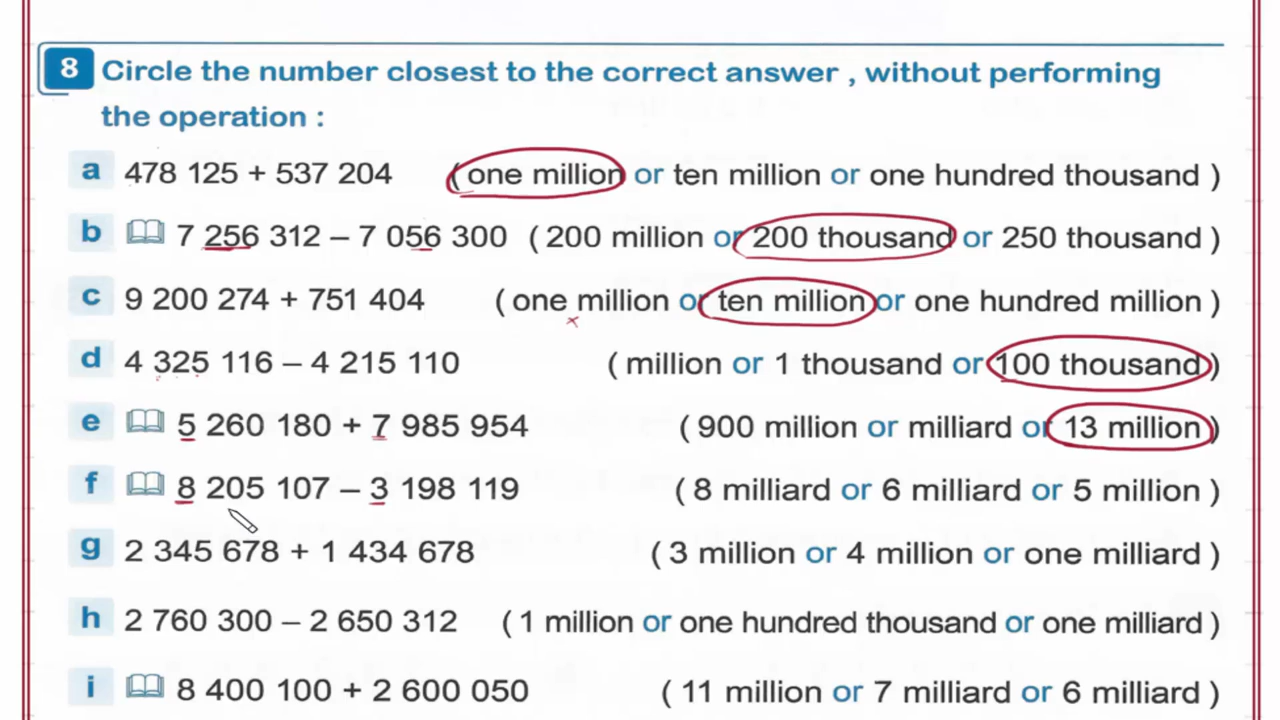 8 Circle the number closest to the correct answer , without performing
the operation :
a 478 125 + 537 204 ( one million or ten million or one hundred thousand )
b 7 256 312 – 7 056 300 ( 200 million or 200 thousand or 250 thousand )
c 9 200 274 + 751 404 ( one million or ten million or one hundred million )
d 4 325 116 – 4 215 110 ( million or 1 thousand or 100 thousand )
e 5 260 180 + 7 985 954 ( 900 million or milliard or 13 million )
f 8 205 107 – 3 198 119 ( 8 milliard or 6 milliard or 5 million )
g 2 345 678 + 1 434 678 ( 3 million or 4 million or one milliard )
h 2 760 300 – 2 650 312 ( 1 million or one hundred thousand or one milliard )
i 8 400 100 + 2 600 050 ( 11 million or 7 milliard or 6 milliard )